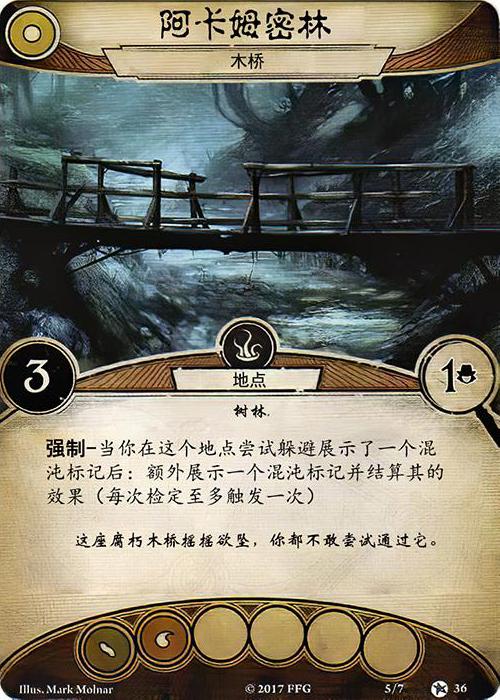 阿卡姆密林
木桥
3
1
地点
树林.
强制-当你在这个地点尝试躲避展示了一个混
沌标记后：额外展示一个混沌标记并结算其的
效果（每次检定至多触发一次）
这座腐朽木桥摇摇欲坠，你都不敢尝试通过它。
Illus. Mark Molnar
© 2017 FFG
5/7
36